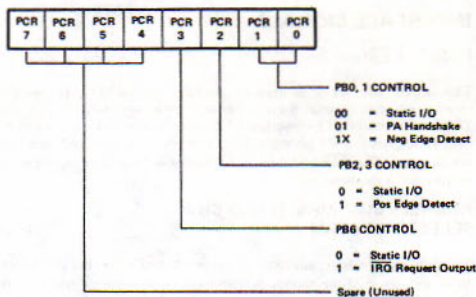 PCR PCR PCR PCR PCR PCR PCR PCR
7 6 5 4 3 2 1 0
PB0, 1 CONTROL
00 = Static I/O
01 = PA Handshake
1X = Neg Edge Detect
PB2, 3 CONTROL
0 = Static I/O
1 = Pos Edge Detect
PB6 CONTROL
0 = Static I/O
1 = IRQ Request Output
Spare (Unused)